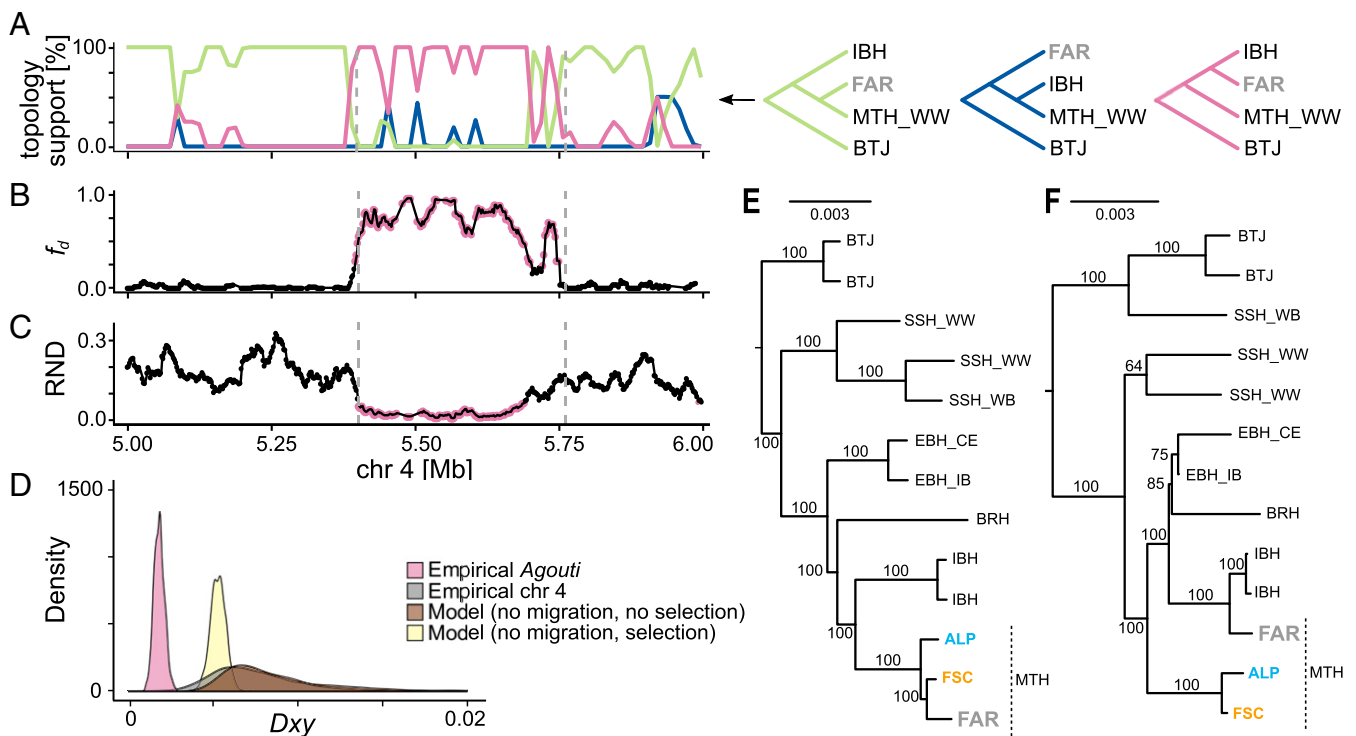 A
topology
support [%]
100
0.0
IBH
FAR
MTH_WW
BTJ
FAR
IBH
MTH_WW
BTJ
IBH
FAR
MTH_WW
BTJ
B
fd
1.0
0.0
C
RND
0.3
0.0
5.00
5.25
5.50
5.75
6.00
chr 4 [Mb]
D
Density
1500
0
0
0.02
Dxy
Empirical Agouti
Empirical chr 4
Model (no migration, no selection)
Model (no migration, selection)
E
0.003
BTJ
100
BTJ
SSH_WW
100
SSH_WW
100
SSH_WB
100
EBH_CE
100
EBH_IB
100
BRH
IBH
100
IBH
100
ALP
100
FSC
100
FAR
MTH
F
0.003
BTJ
100
100
BTJ
SSH_WB
SSH_WW
64
SSH_WW
100
EBH_CE
75
EBH_IB
85
BRH
100
IBH
100
IBH
100
FAR
100
ALP
100
FSC
MTH